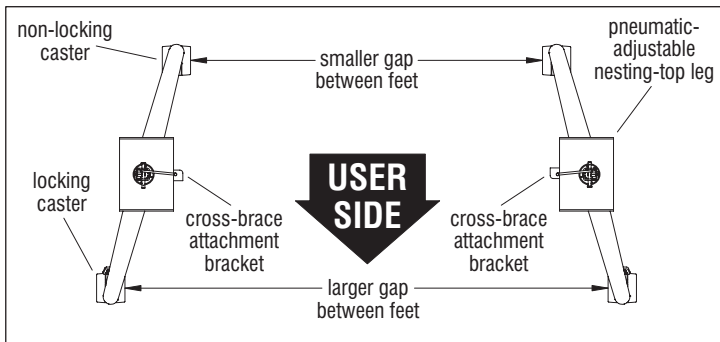 non-locking
caster
smaller gap
between feet
pneumatic-
adjustable
nesting-top leg
locking
caster
cross-brace
attachment
bracket
USER
SIDE
cross-brace
attachment
bracket
larger gap
between feet